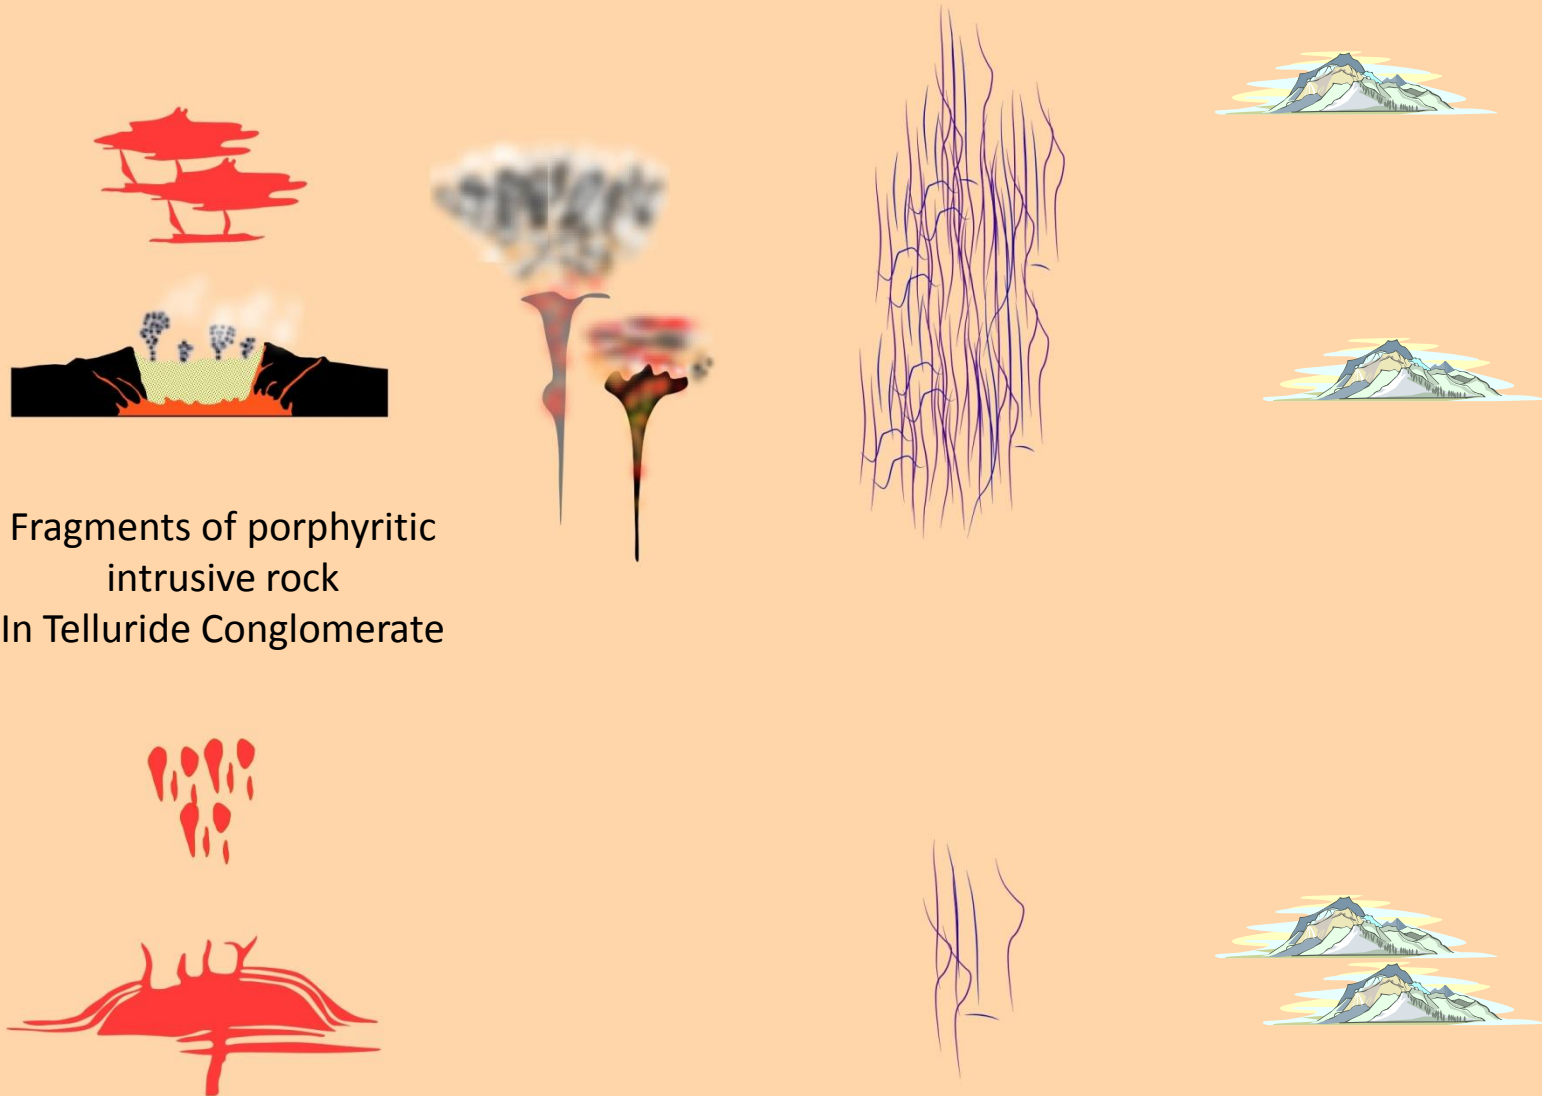 Fragments of porphyritic
intrusive rock
In Telluride Conglomerate